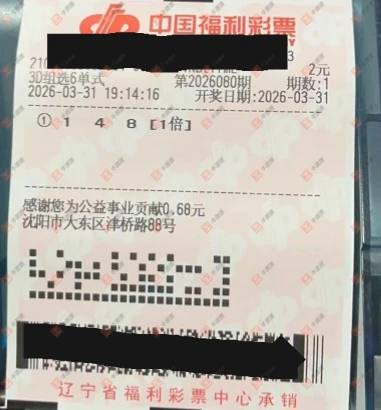 中国福利彩票
210
3
2元
3D组选6单式
第2026080期
期数:1
2026-03-31 19:14:16
开奖日期:2026-03-31
① 1 4 8 [1倍]
感谢您为公益事业贡献0.68元
沈阳市大东区津桥路88号
辽宁省福利彩票中心承销